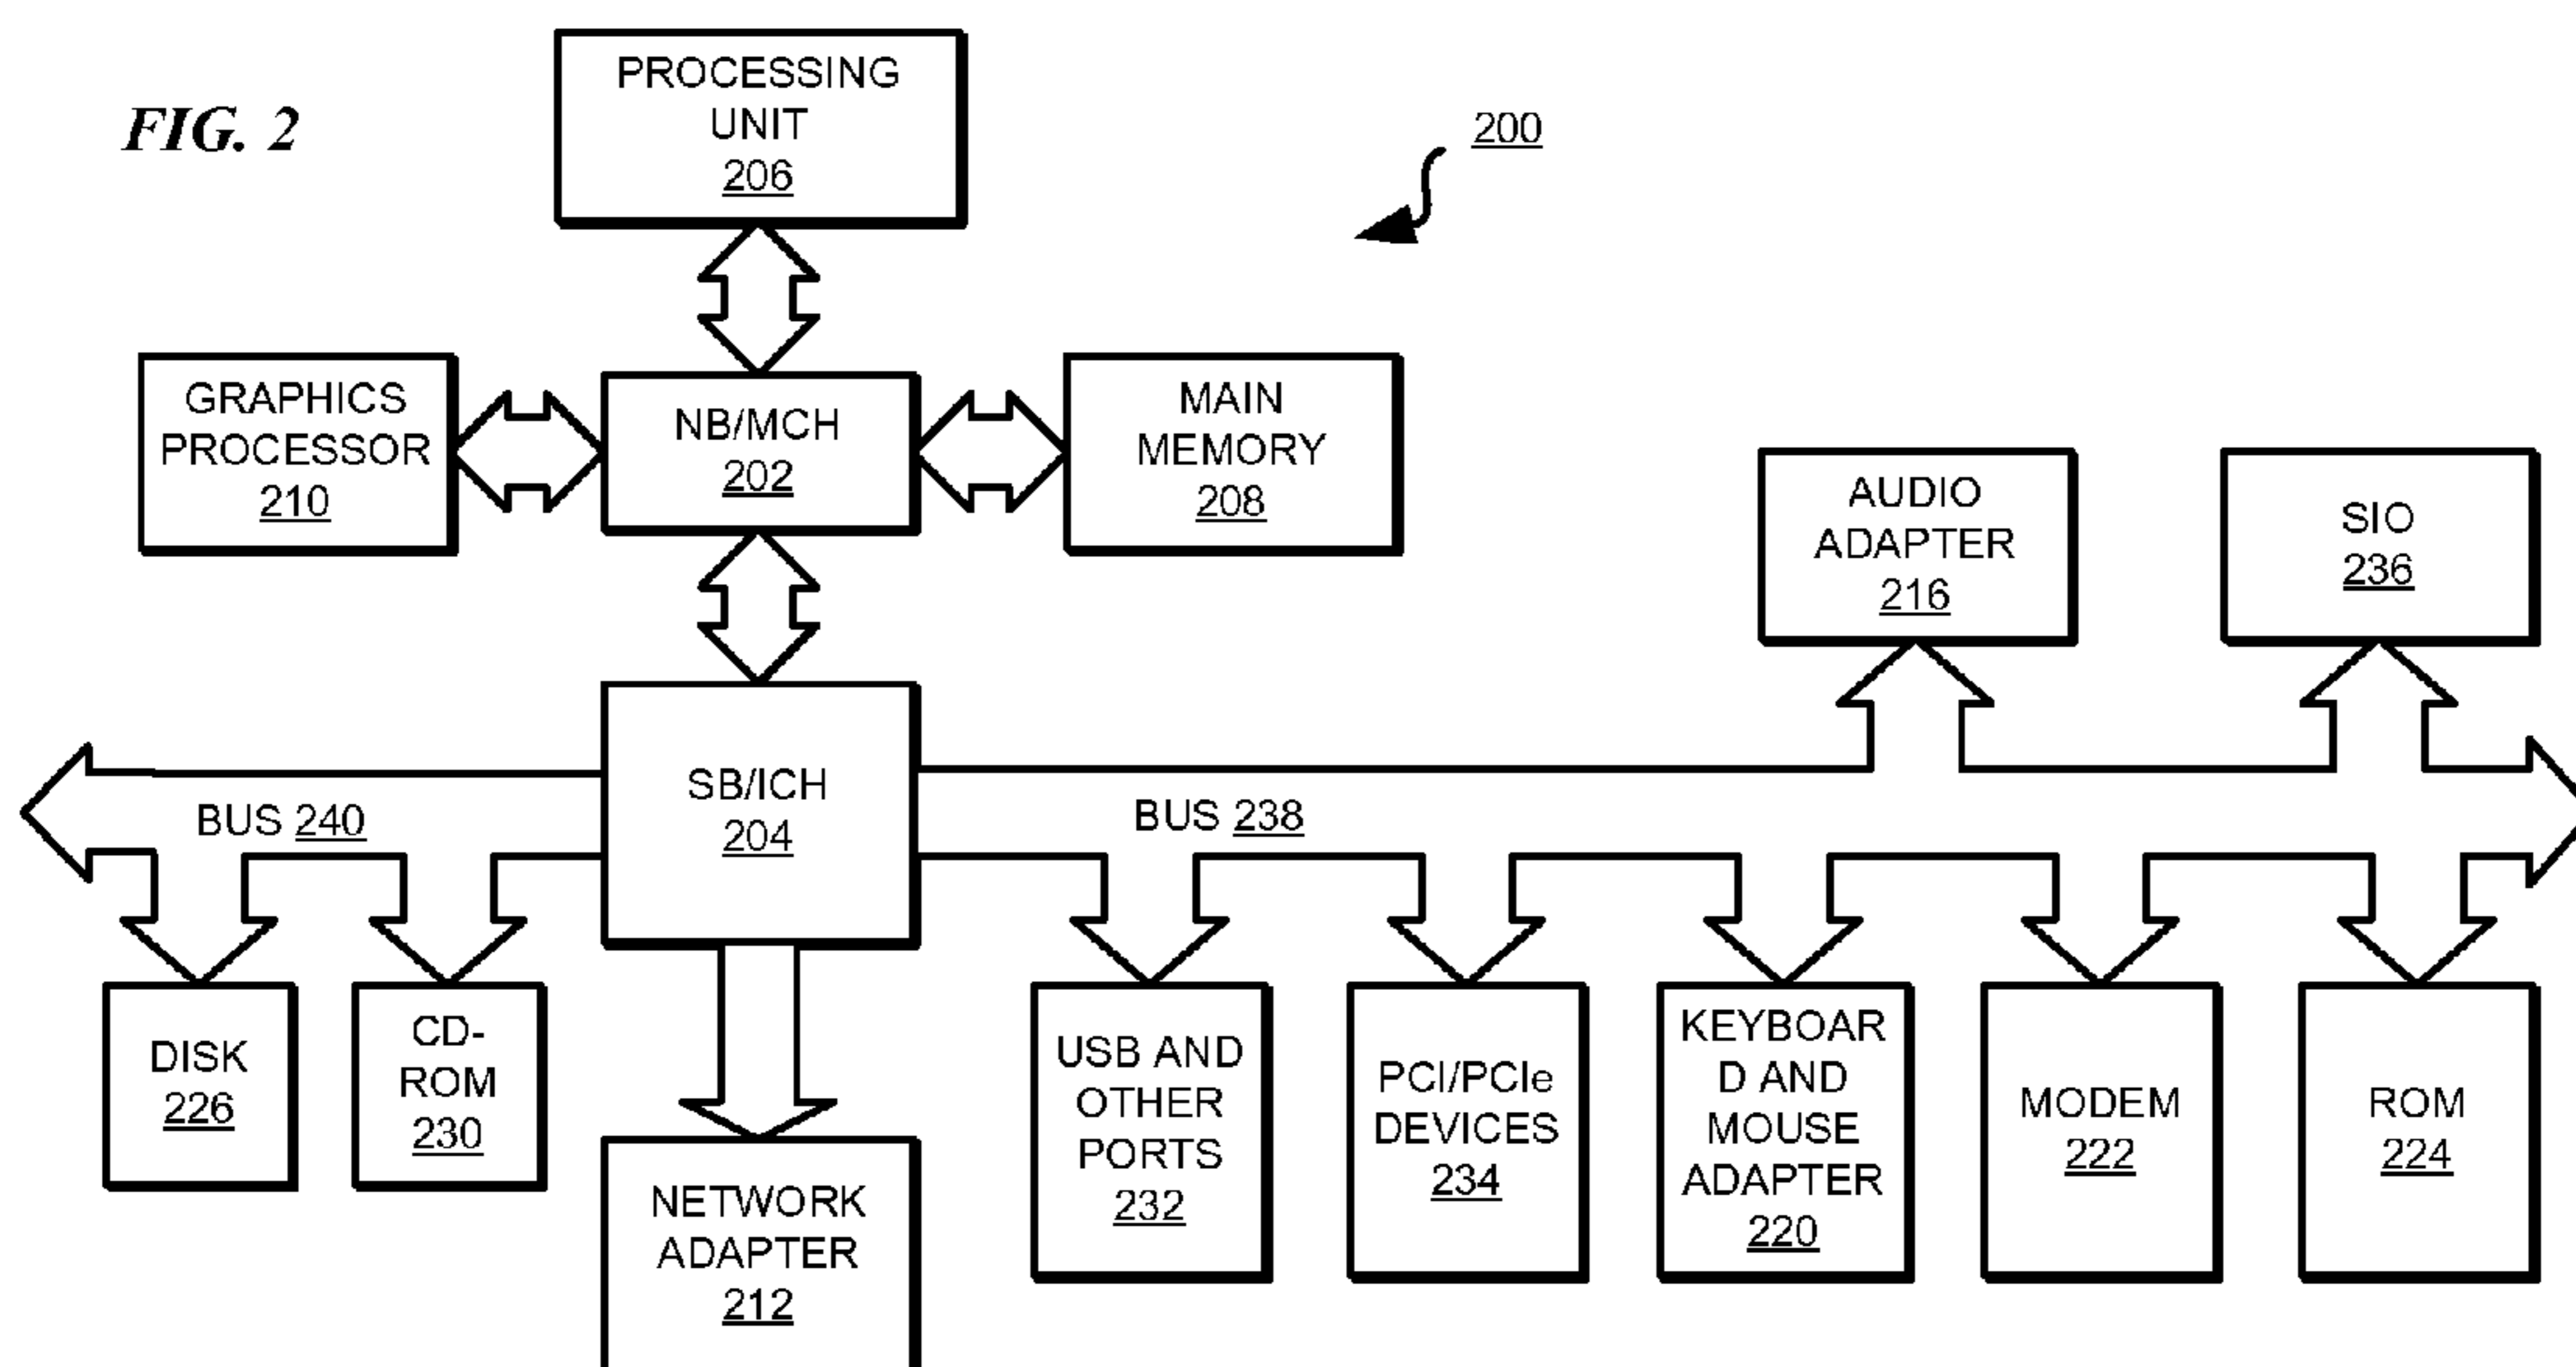 FIG. 2
PROCESSING
UNIT
206
200
GRAPHICS
PROCESSOR
210
NB/MCH
202
MAIN
MEMORY
208
AUDIO
ADAPTER
216
SIO
236
SB/ICH
204
BUS 240
BUS 238
DISK
226
CD-
ROM
230
NETWORK
ADAPTER
212
USB AND
OTHER
PORTS
232
PCI/PCIe
DEVICES
234
KEYBOAR
D AND
MOUSE
ADAPTER
220
MODEM
222
ROM
224